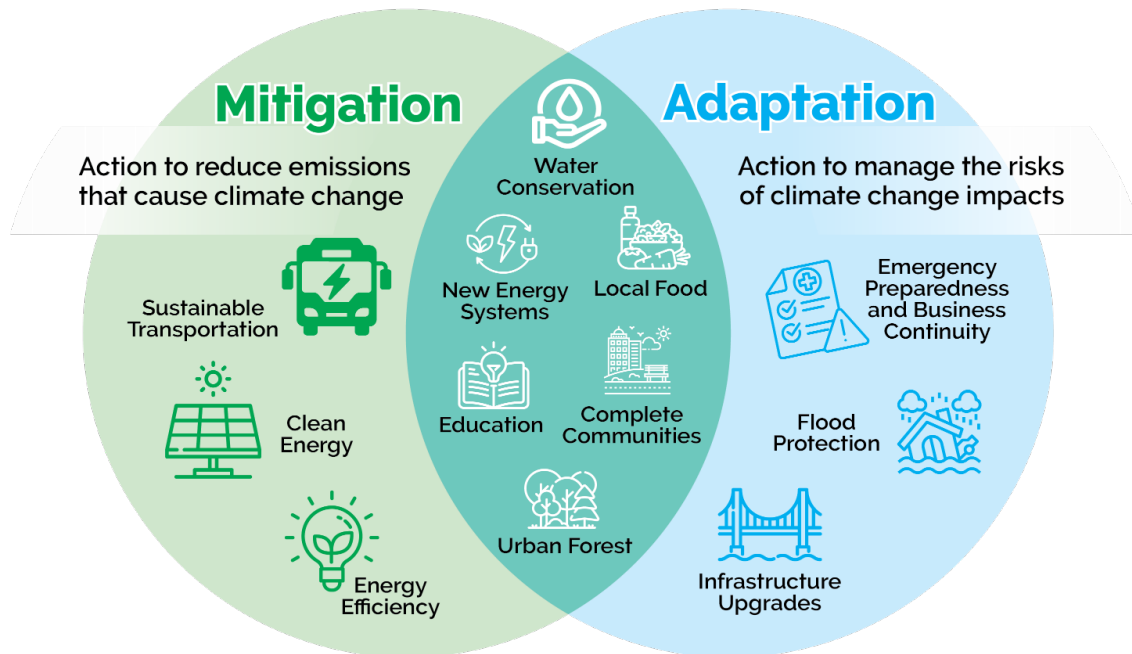 Mitigation
Action to reduce emissions
that cause climate change
Sustainable
Transportation
Clean
Energy
Energy
Efficiency
Water
Conservation
New Energy
Systems
Local Food
Education
Complete
Communities
Urban Forest
Adaptation
Action to manage the risks
of climate change impacts
Emergency
Preparedness
and Business
Continuity
Flood
Protection
Infrastructure
Upgrades